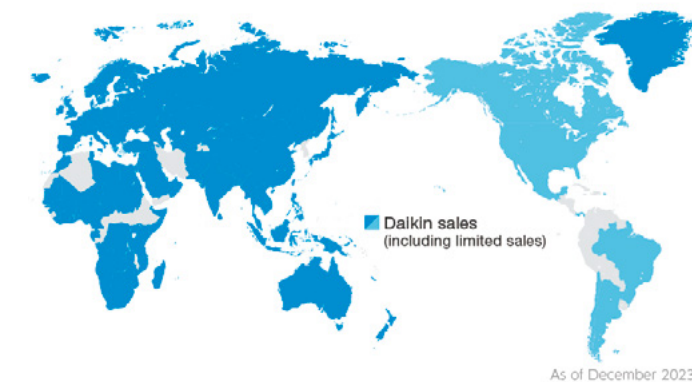 Daikin sales
(including limited sales)
As of December 2023